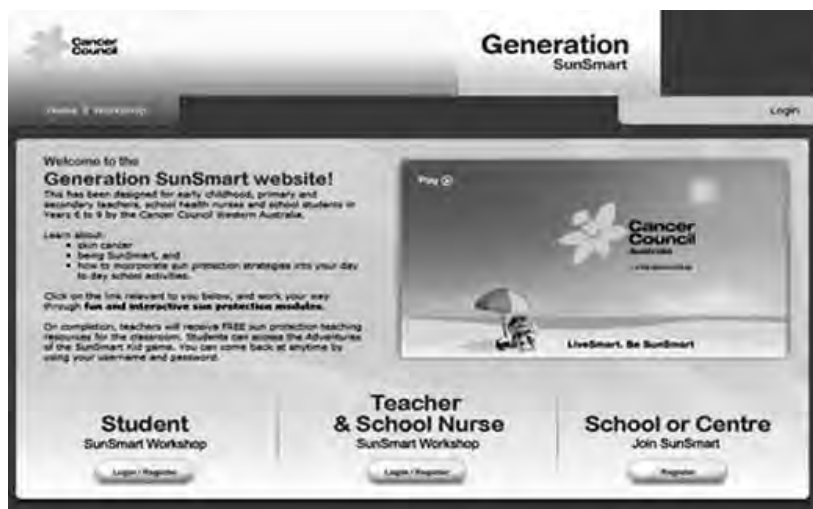 Cancer
Council
Generation
SunSmart
Home | Workshop
Login
Welcome to the
Generation SunSmart website!
This has been designed for early childhood, primary and
secondary teachers, school health nurses and school students in
Years 6 to 9 by the Cancer Council Western Australia.
Learn about:
• skin cancer
• being SunSmart, and
• how to incorporate sun protection strategies into your day
to day school activities.
Click on the link relevant to you below, and work your way
through fun and interactive sun protection modules.
On completion, teachers will receive FREE sun protection teaching
resources for the classroom. Students can access the Adventures
of the SunSmart Kid game. You can come back at anytime by
using your username and password.
Play
Cancer
Council
Australia
LiveSmart. Be SunSmart
Student
SunSmart Workshop
Login / Register
Teacher
& School Nurse
SunSmart Workshop
Login / Register
School or Centre
Join SunSmart
Register